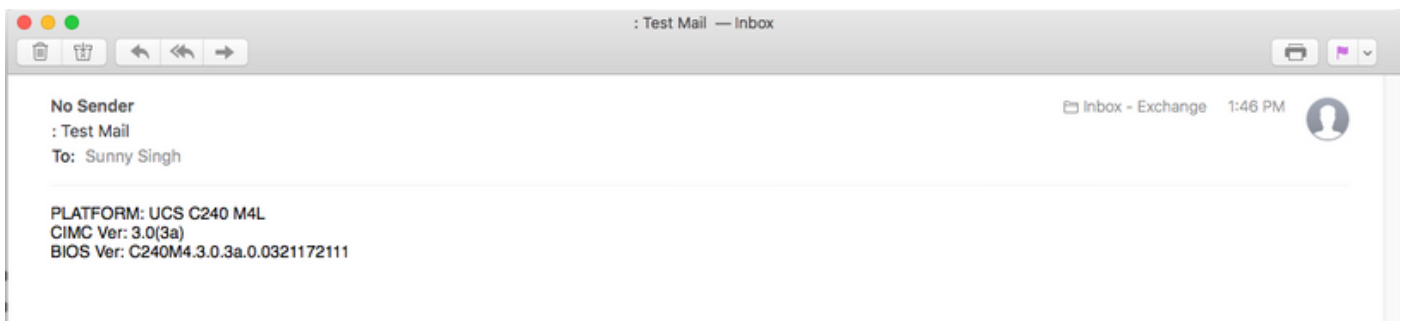 : Test Mail — Inbox
No Sender
Inbox - Exchange 1:46 PM
: Test Mail
To: Sunny Singh
PLATFORM: UCS C240 M4L
CIMC Ver: 3.0(3a)
BIOS Ver: C240M4.3.0.3a.0.0321172111